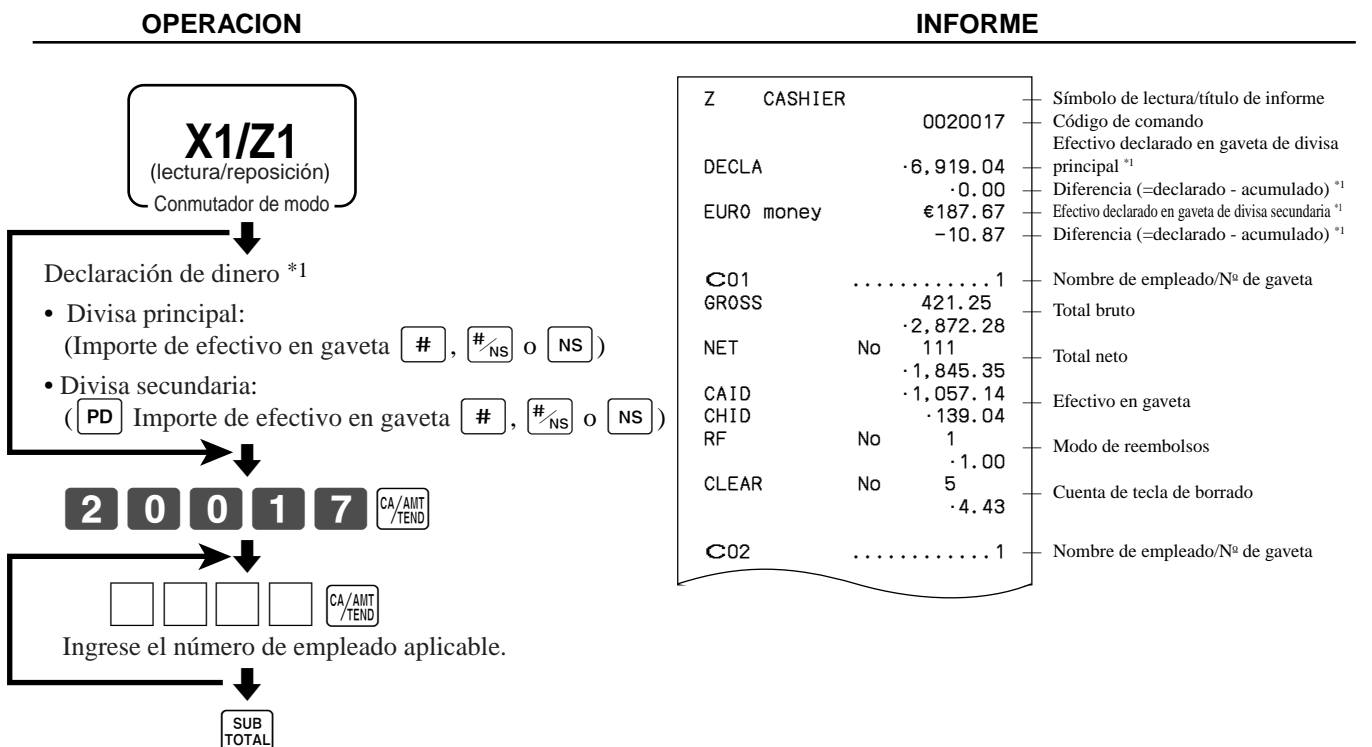 OPERACION
INFORME
X1/Z1
(lectura/reposición)
Conmutador de modo
Declaración de dinero *1
• Divisa principal:
(Importe de efectivo en gaveta #, #/NS o NS)
• Divisa secundaria:
(PD Importe de efectivo en gaveta #, #/NS o NS)
2 0 0 1 7 CA/AMT/TEND
CA/AMT/TEND
Ingrese el número de empleado aplicable.
SUB
TOTAL
Z CASHIER Símbolo de lectura/título de informe
0020017 Código de comando
Efectivo declarado en gaveta de divisa
DECLA ·6,919.04 principal *1
·0.00 Diferencia (=declarado - acumulado) *1
EURO money €187.67 Efectivo declarado en gaveta de divisa secundaria *1
-10.87 Diferencia (=declarado - acumulado) *1
C01 ............1 Nombre de empleado/Nº de gaveta
GROSS 421.25
Total bruto
·2,872.28
NET No 111
Total neto
·1,845.35
CAID ·1,057.14
Efectivo en gaveta
CHID ·139.04
RF No 1
Modo de reembolsos
·1.00
CLEAR No 5
Cuenta de tecla de borrado
·4.43
C02 ............1 Nombre de empleado/Nº de gaveta